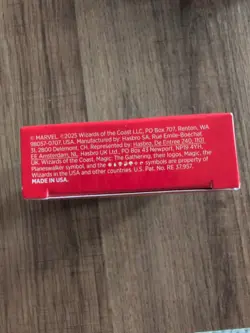 © MARVEL. ©2025 Wizards of the Coast LLC, PO Box 707, Renton, WA
98057-0707, USA. Manufactured by: Hasbro SA, Rue Emile-Boéchat
31, 2800 Delémont, CH. Represented by: Hasbro, De Entrée 240, 1101
EE Amsterdam, NL. Hasbro UK Ltd., PO Box 43 Newport, NP19 4YH,
UK. Wizards of the Coast, Magic: The Gathering, their logos, Magic, the
Planeswalker symbol, and the symbols are property of
Wizards in the USA and other countries. U.S. Pat. No. RE 37,957.
MADE IN USA.